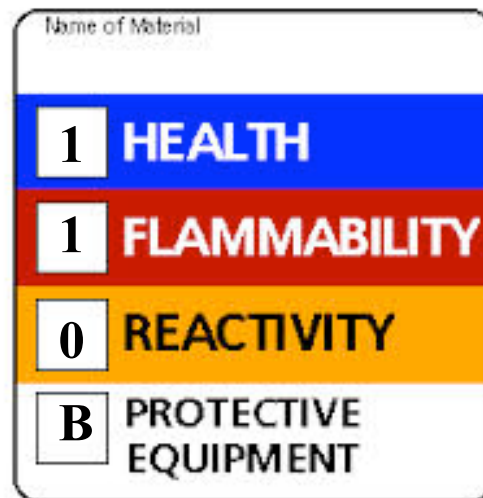 Name of Material
1 HEALTH
1 FLAMMABILITY
0 REACTIVITY
B PROTECTIVE
EQUIPMENT